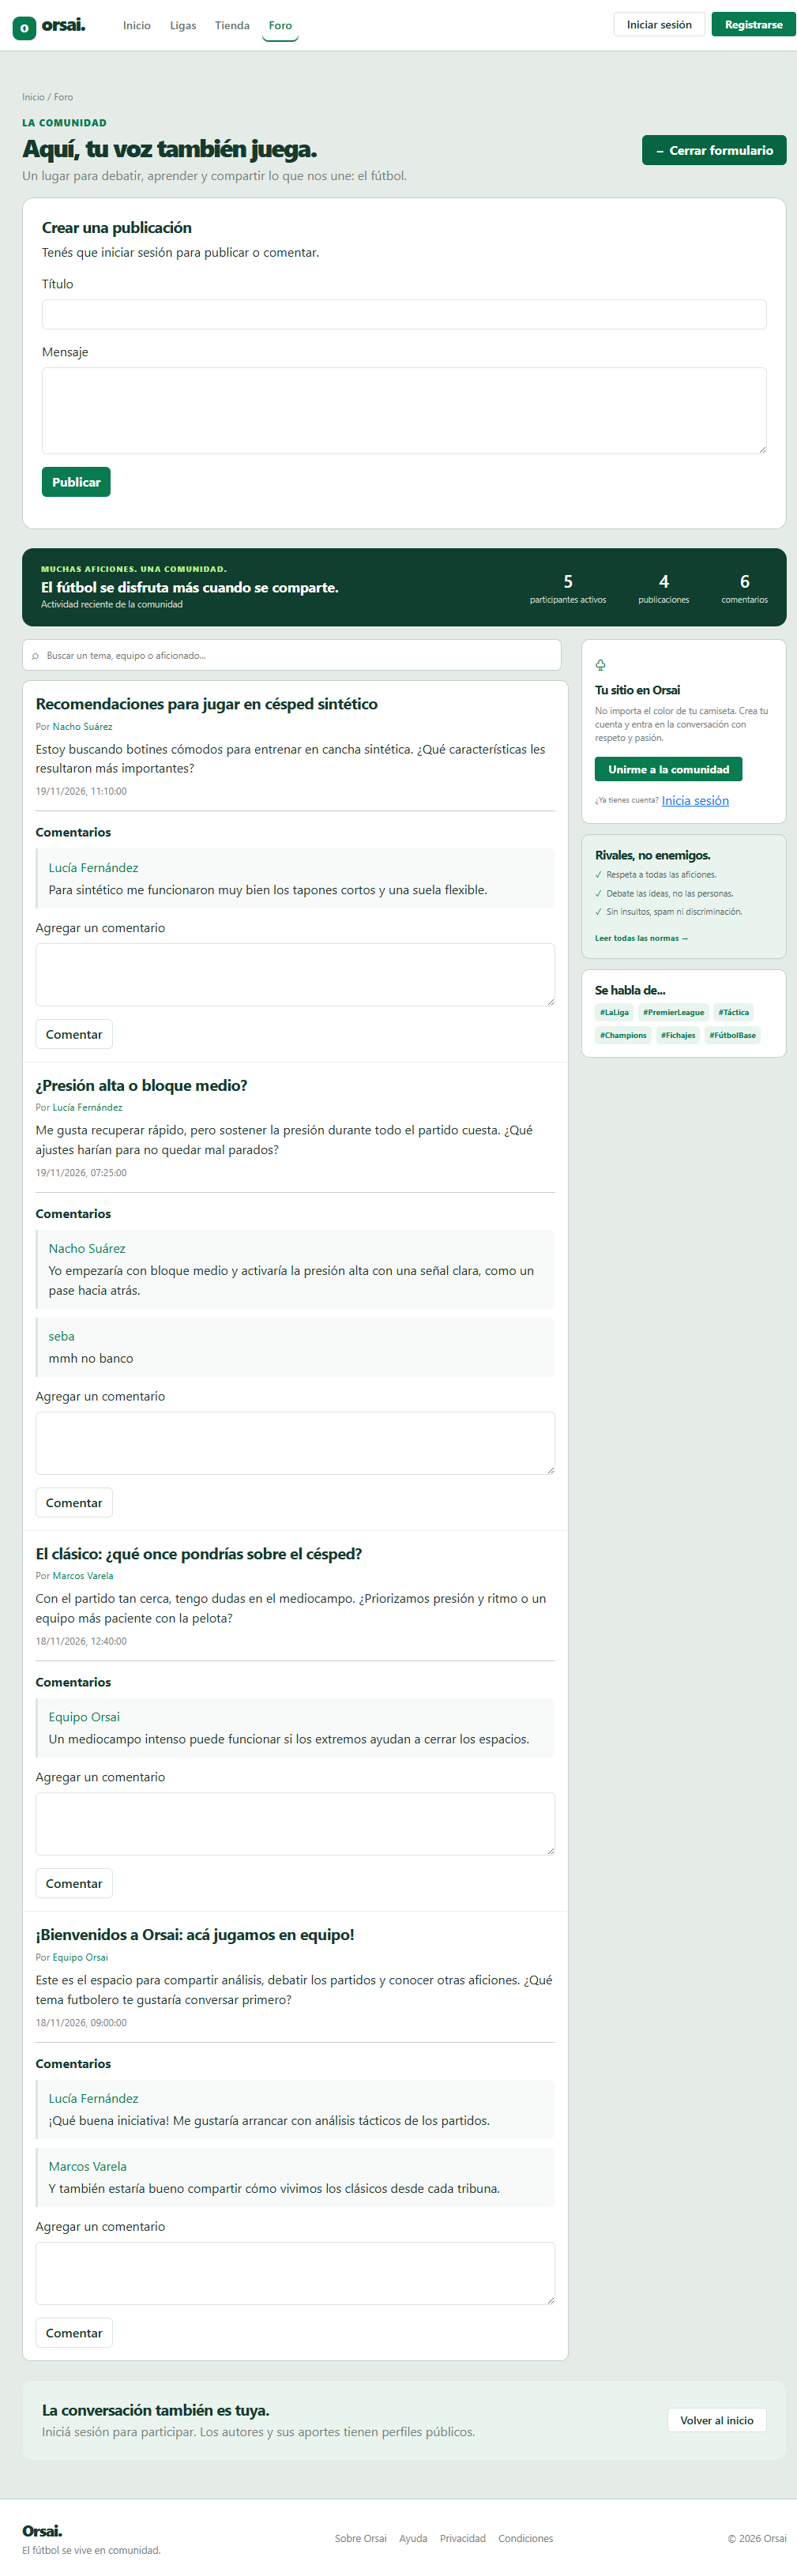 o orsai. Inicio Ligas Tienda Foro Iniciar sesión Registrarse
Inicio / Foro
LA COMUNIDAD
Aquí, tu voz también juega.
– Cerrar formulario
Un lugar para debatir, aprender y compartir lo que nos une: el fútbol.
Crear una publicación
Tenés que iniciar sesión para publicar o comentar.
Título
Mensaje
Publicar
MUCHAS AFICIONES. UNA COMUNIDAD.
El fútbol se disfruta más cuando se comparte.
Actividad reciente de la comunidad
5 4 6
participantes activos publicaciones comentarios
Buscar un tema, equipo o aficionado...
Recomendaciones para jugar en césped sintético
Por Nacho Suárez
Estoy buscando botines cómodos para entrenar en cancha sintética. ¿Qué características les
resultaron más importantes?
19/11/2026, 11:10:00
Comentarios
Lucía Fernández
Para sintético me funcionaron muy bien los tapones cortos y una suela flexible.
Agregar un comentario
Comentar
¿Presión alta o bloque medio?
Por Lucía Fernández
Me gusta recuperar rápido, pero sostener la presión durante todo el partido cuesta. ¿Qué
ajustes harían para no quedar mal parados?
19/11/2026, 07:25:00
Comentarios
Nacho Suárez
Yo empezaría con bloque medio y activaría la presión alta con una señal clara, como un
pase hacia atrás.
seba
mmh no banco
Agregar un comentario
Comentar
El clásico: ¿qué once pondrías sobre el césped?
Por Marcos Varela
Con el partido tan cerca, tengo dudas en el mediocampo. ¿Priorizamos presión y ritmo o un
equipo más paciente con la pelota?
18/11/2026, 12:40:00
Comentarios
Equipo Orsai
Un mediocampo intenso puede funcionar si los extremos ayudan a cerrar los espacios.
Agregar un comentario
Comentar
¡Bienvenidos a Orsai: acá jugamos en equipo!
Por Equipo Orsai
Este es el espacio para compartir análisis, debatir los partidos y conocer otras aficiones. ¿Qué
tema futbolero te gustaría conversar primero?
18/11/2026, 09:00:00
Comentarios
Lucía Fernández
¡Qué buena iniciativa! Me gustaría arrancar con análisis tácticos de los partidos.
Marcos Varela
Y también estaría bueno compartir cómo vivimos los clásicos desde cada tribuna.
Agregar un comentario
Comentar
Tu sitio en Orsai
No importa el color de tu camiseta. Crea tu
cuenta y entra en la conversación con
respeto y pasión.
Unirme a la comunidad
¿Ya tienes cuenta? Inicia sesión
Rivales, no enemigos.
✓ Respeta a todas las aficiones.
✓ Debate las ideas, no las personas.
✓ Sin insultos, spam ni discriminación.
Leer todas las normas →
Se habla de...
#LaLiga #PremierLeague #Táctica
#Champions #Fichajes #FútbolBase
La conversación también es tuya.
Iniciá sesión para participar. Los autores y sus aportes tienen perfiles públicos.
Volver al inicio
Orsai.
El fútbol se vive en comunidad.
Sobre Orsai Ayuda Privacidad Condiciones
© 2026 Orsai